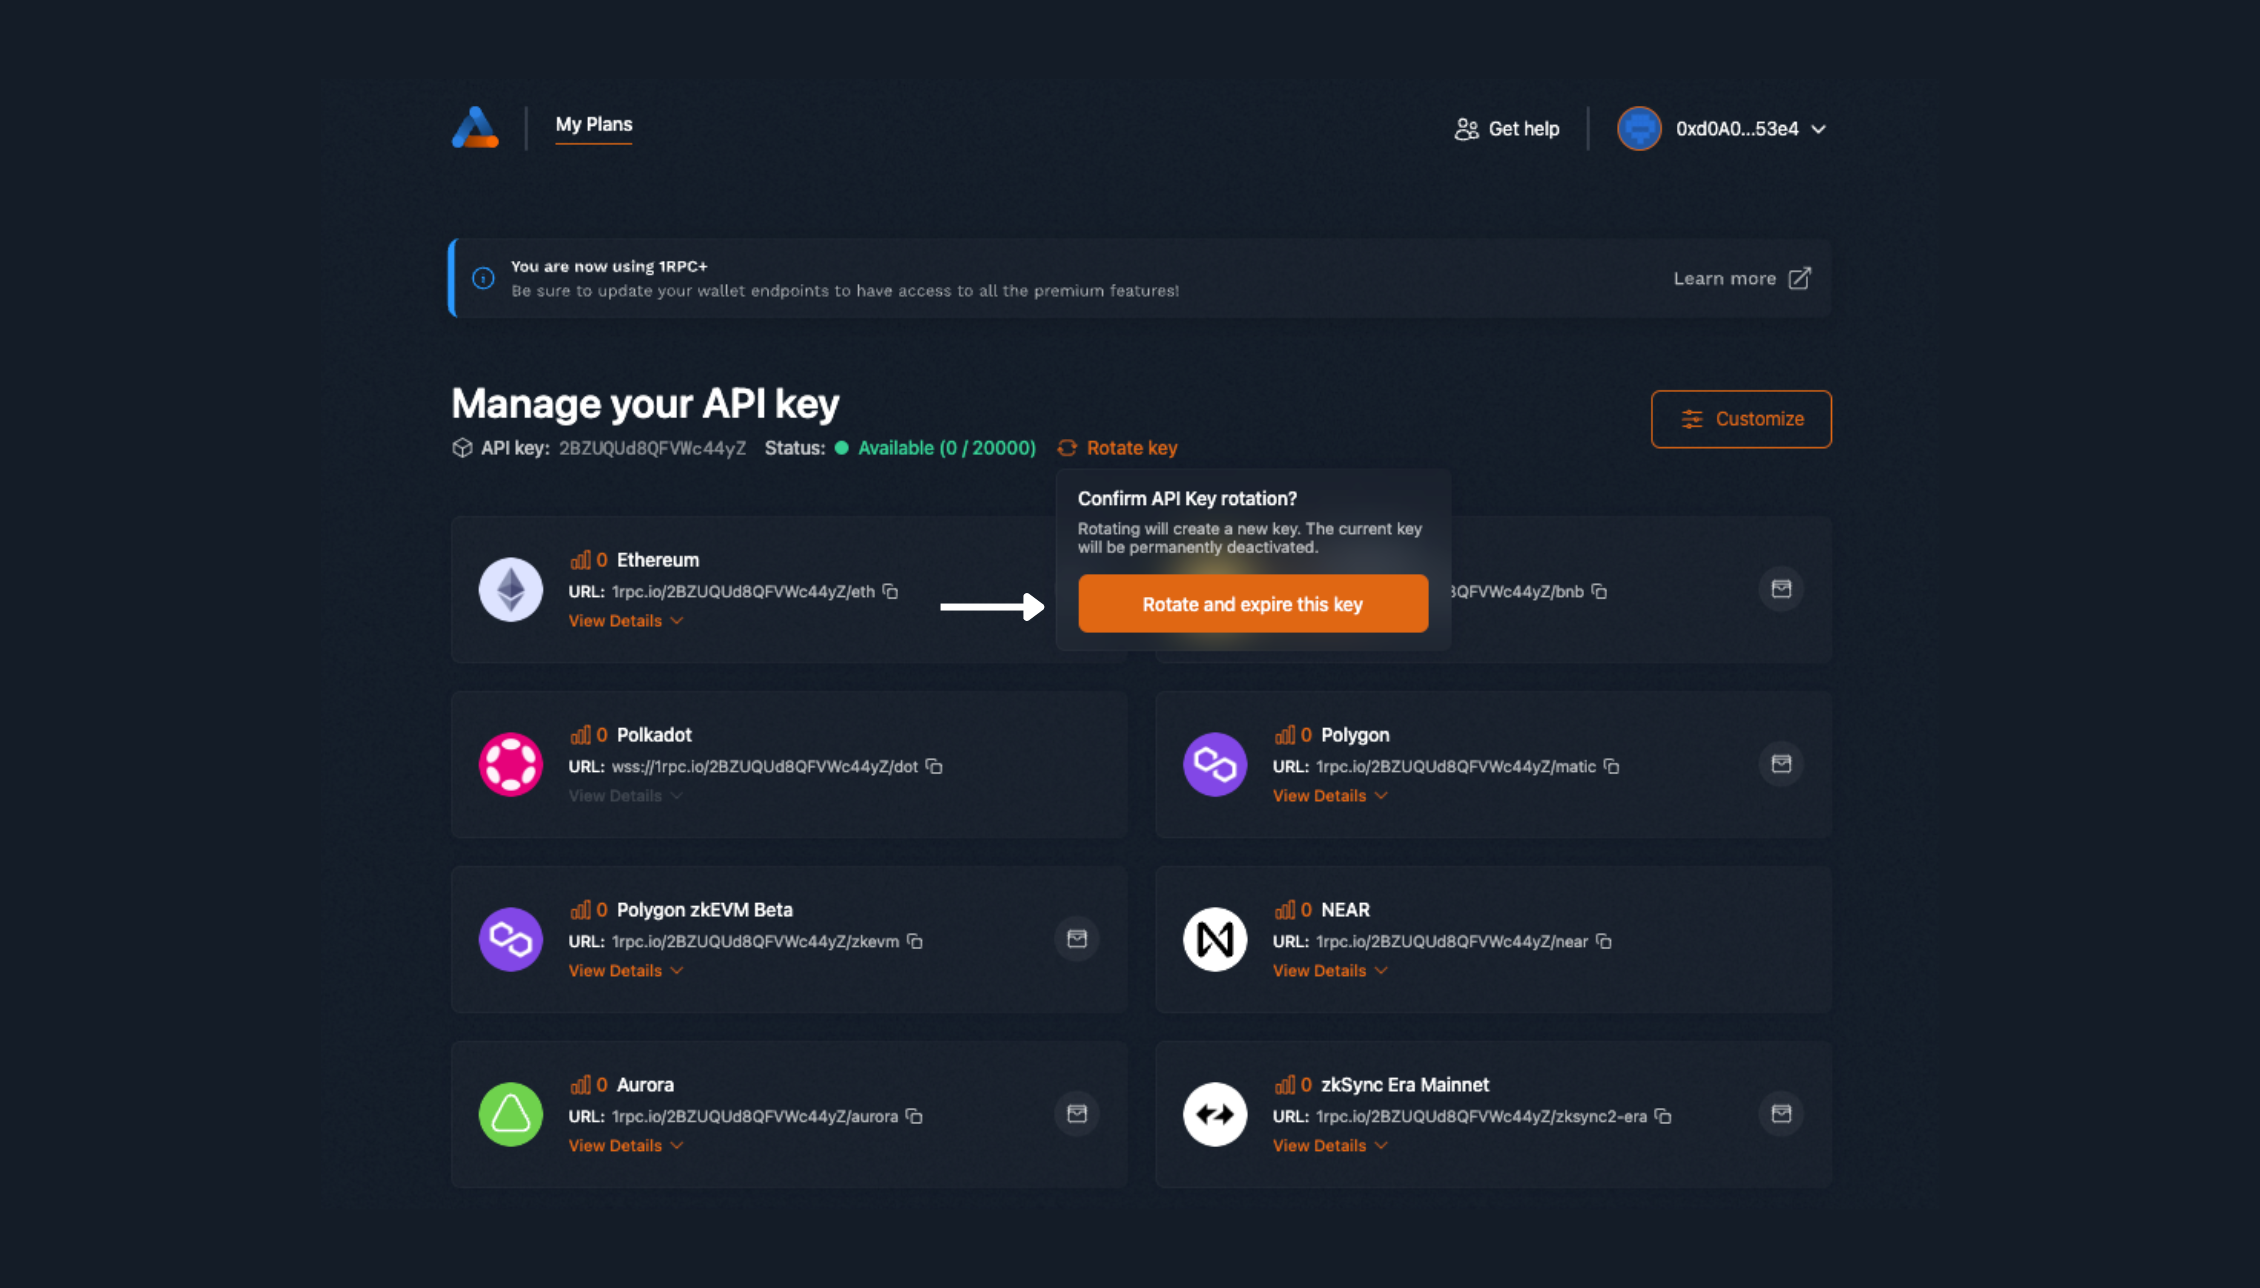 My Plans
Get help
0xd0A0...53e4
You are now using 1RPC+
Be sure to update your wallet endpoints to have access to all the premium features!
Learn more
Manage your API key
Customize
API key: 2BZUQUd8QFVWc44yZ Status: Available (0 / 20000) Rotate key
Confirm API Key rotation?
Rotating will create a new key. The current key
will be permanently deactivated.
Rotate and expire this key
0 Ethereum
URL: 1rpc.io/2BZUQUd8QFVWc44yZ/eth
View Details
QFVWc44yZ/bnb
0 Polkadot
URL: wss://1rpc.io/2BZUQUd8QFVWc44yZ/dot
View Details
0 Polygon
URL: 1rpc.io/2BZUQUd8QFVWc44yZ/matic
View Details
0 Polygon zkEVM Beta
URL: 1rpc.io/2BZUQUd8QFVWc44yZ/zkevm
View Details
0 NEAR
URL: 1rpc.io/2BZUQUd8QFVWc44yZ/near
View Details
0 Aurora
URL: 1rpc.io/2BZUQUd8QFVWc44yZ/aurora
View Details
0 zkSync Era Mainnet
URL: 1rpc.io/2BZUQUd8QFVWc44yZ/zksync2-era
View Details